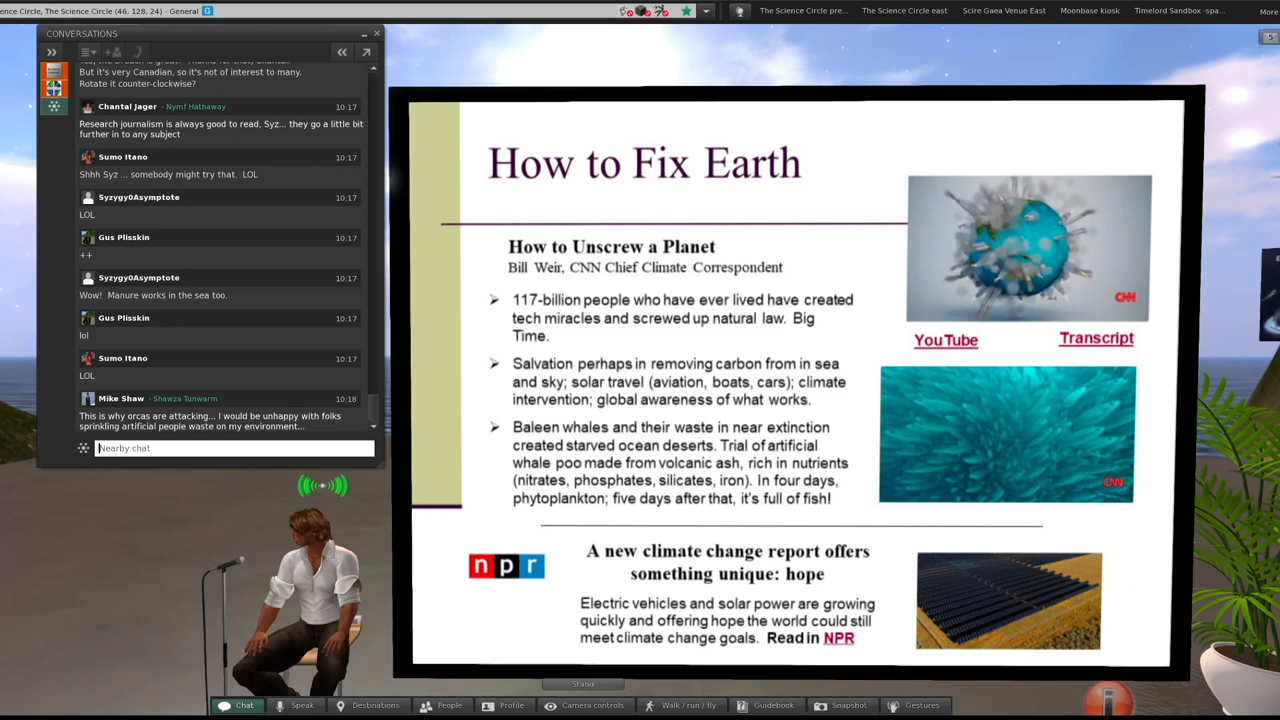 ence Circle, The Science Circle (46, 128, 24) - General
The Science Circle pre...
The Science Circle east
Scire Gaea Venue East
Moonbase kiosk
Timelord Sandbox -spa...
More
CONVERSATIONS
But it's very Canadian, so it's not of interest to many.
Rotate it counter-clockwise?
Chantal Jager - Nymf Hathaway 10:17
Research journalism is always good to read, Syz... they go a little bit
further in to any subject
Sumo Itano 10:17
Shhh Syz ... somebody might try that. LOL
Syzygy0Asymptote 10:17
LOL
Gus Plisskin 10:17
++
Syzygy0Asymptote 10:17
Wow! Manure works in the sea too.
Gus Plisskin 10:17
lol
Sumo Itano 10:17
LOL
Mike Shaw - Shawza Tunwarm 10:18
This is why orcas are attacking... I would be unhappy with folks
sprinkling artificial people waste on my environment...
Nearby chat
How to Fix Earth
How to Unscrew a Planet
Bill Weir, CNN Chief Climate Correspondent
117-billion people who have ever lived have created
tech miracles and screwed up natural law. Big
Time.
Salvation perhaps in removing carbon from in sea
and sky; solar travel (aviation, boats, cars); climate
intervention; global awareness of what works.
Baleen whales and their waste in near extinction
created starved ocean deserts. Trial of artificial
whale poo made from volcanic ash, rich in nutrients
(nitrates, phosphates, silicates, iron). In four days,
phytoplankton; five days after that, it's full of fish!
CNN
YouTube
Transcript
CNN
npr
A new climate change report offers
something unique: hope
Electric vehicles and solar power are growing
quickly and offering hope the world could still
meet climate change goals. Read in NPR
Stand
Chat
Speak
Destinations
People
Profile
Camera controls
Walk / run / fly
Guidebook
Snapshot
Gestures